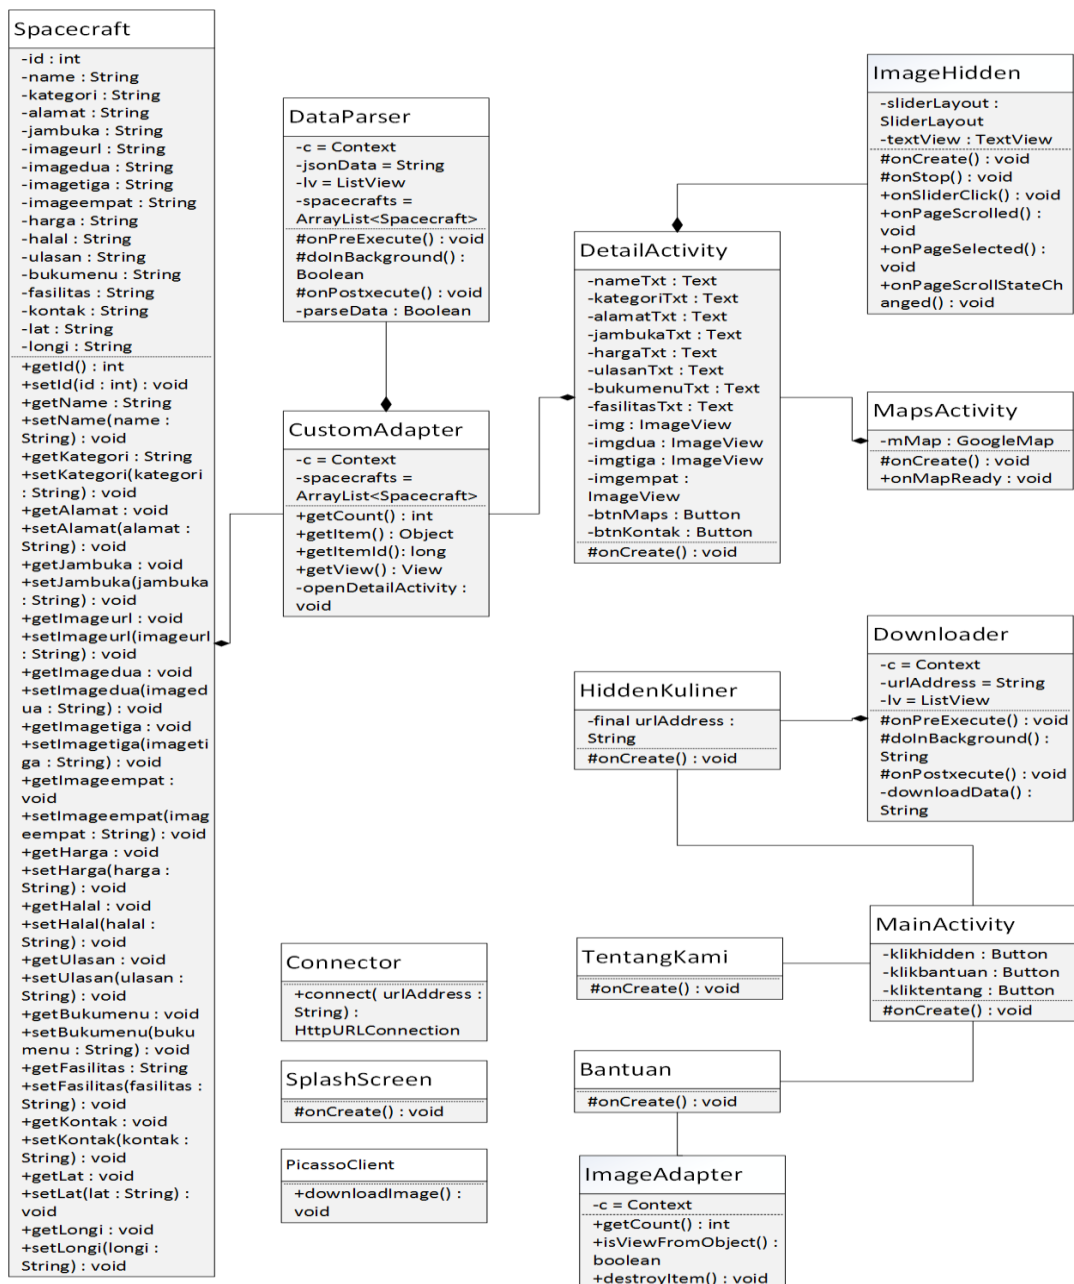 Spacecraft
-id : int
-name : String
-kategori : String
-alamat : String
-jambuka : String
-imageurl : String
-imagedua : String
-imagetiga : String
-imageempat : String
-harga : String
-halal : String
-ulasan : String
-bukumenu : String
-fasilitas : String
-kontak : String
-lat : String
-longi : String
+getId() : int
+setId(id : int) : void
+getName : String
+setName(name :
String) : void
+getKategori : String
+setKategori(kategori
: String) : void
+getAlamat : void
+setAlamat(alamat :
String) : void
+getJambuka : void
+setJambuka(jambuka
: String) : void
+getImageurl : void
+setImageurl(imageurl
: String) : void
+getImagedua : void
+setImagedua(imaged
ua : String) : void
+getImagetiga : void
+setImagetiga(imageti
ga : String) : void
+getImageempat :
void
+setImageempat(imag
eempat : String) : void
+getHarga : void
+setHarga(harga :
String) : void
+getHalal : void
+setHalal(halal :
String) : void
+getUlasan : void
+setUlasan(ulasan :
String) : void
+getBukumenu : void
+setBukumenu(buku
menu : String) : void
+getFasilitas : String
+setFasilitas(fasilitas :
String) : void
+getKontak : void
+setKontak(kontak :
String) : void
+getLat : void
+setLat(lat : String) :
void
+getLongi : void
+setLongi(longi :
String) : void
DataParser
-c = Context
-jsonData = String
-lv = ListView
-spacecrafts =
ArrayList<Spacecraft>
#onPreExecute() : void
#doInBackground() :
Boolean
#onPostxecute() : void
-parseData : Boolean
CustomAdapter
-c = Context
-spacecrafts =
ArrayList<Spacecraft>
+getCount() : int
+getItem() : Object
+getItemId(): long
+getView() : View
-openDetailActivity :
void
Connector
+connect( urlAddress :
String) :
HttpURLConnection
SplashScreen
#onCreate() : void
PicassoClient
+downloadImage() :
void
DetailActivity
-nameTxt : Text
-kategoriTxt : Text
-alamatTxt : Text
-jambukaTxt : Text
-hargaTxt : Text
-ulasanTxt : Text
-bukumenuTxt : Text
-fasilitasTxt : Text
-img : ImageView
-imgdua : ImageView
-imgtiga : ImageView
-imgempat :
ImageView
-btnMaps : Button
-btnKontak : Button
#onCreate() : void
HiddenKuliner
-final urlAddress :
String
#onCreate() : void
TentangKami
#onCreate() : void
Bantuan
#onCreate() : void
ImageAdapter
-c = Context
+getCount() : int
+isViewFromObject() :
boolean
+destroyItem() : void
ImageHidden
-sliderLayout :
SliderLayout
-textView : TextView
#onCreate() : void
#onStop() : void
+onSliderClick() : void
+onPageScrolled() :
void
+onPageSelected() :
void
+onPageScrollStateCh
anged() : void
MapsActivity
-mMap : GoogleMap
#onCreate() : void
+onMapReady : void
Downloader
-c = Context
-urlAddress = String
-lv = ListView
#onPreExecute() : void
#doInBackground() :
String
#onPostxecute() : void
-downloadData() :
String
MainActivity
-klikhidden : Button
-klikbantuan : Button
-kliktentang : Button
#onCreate() : void